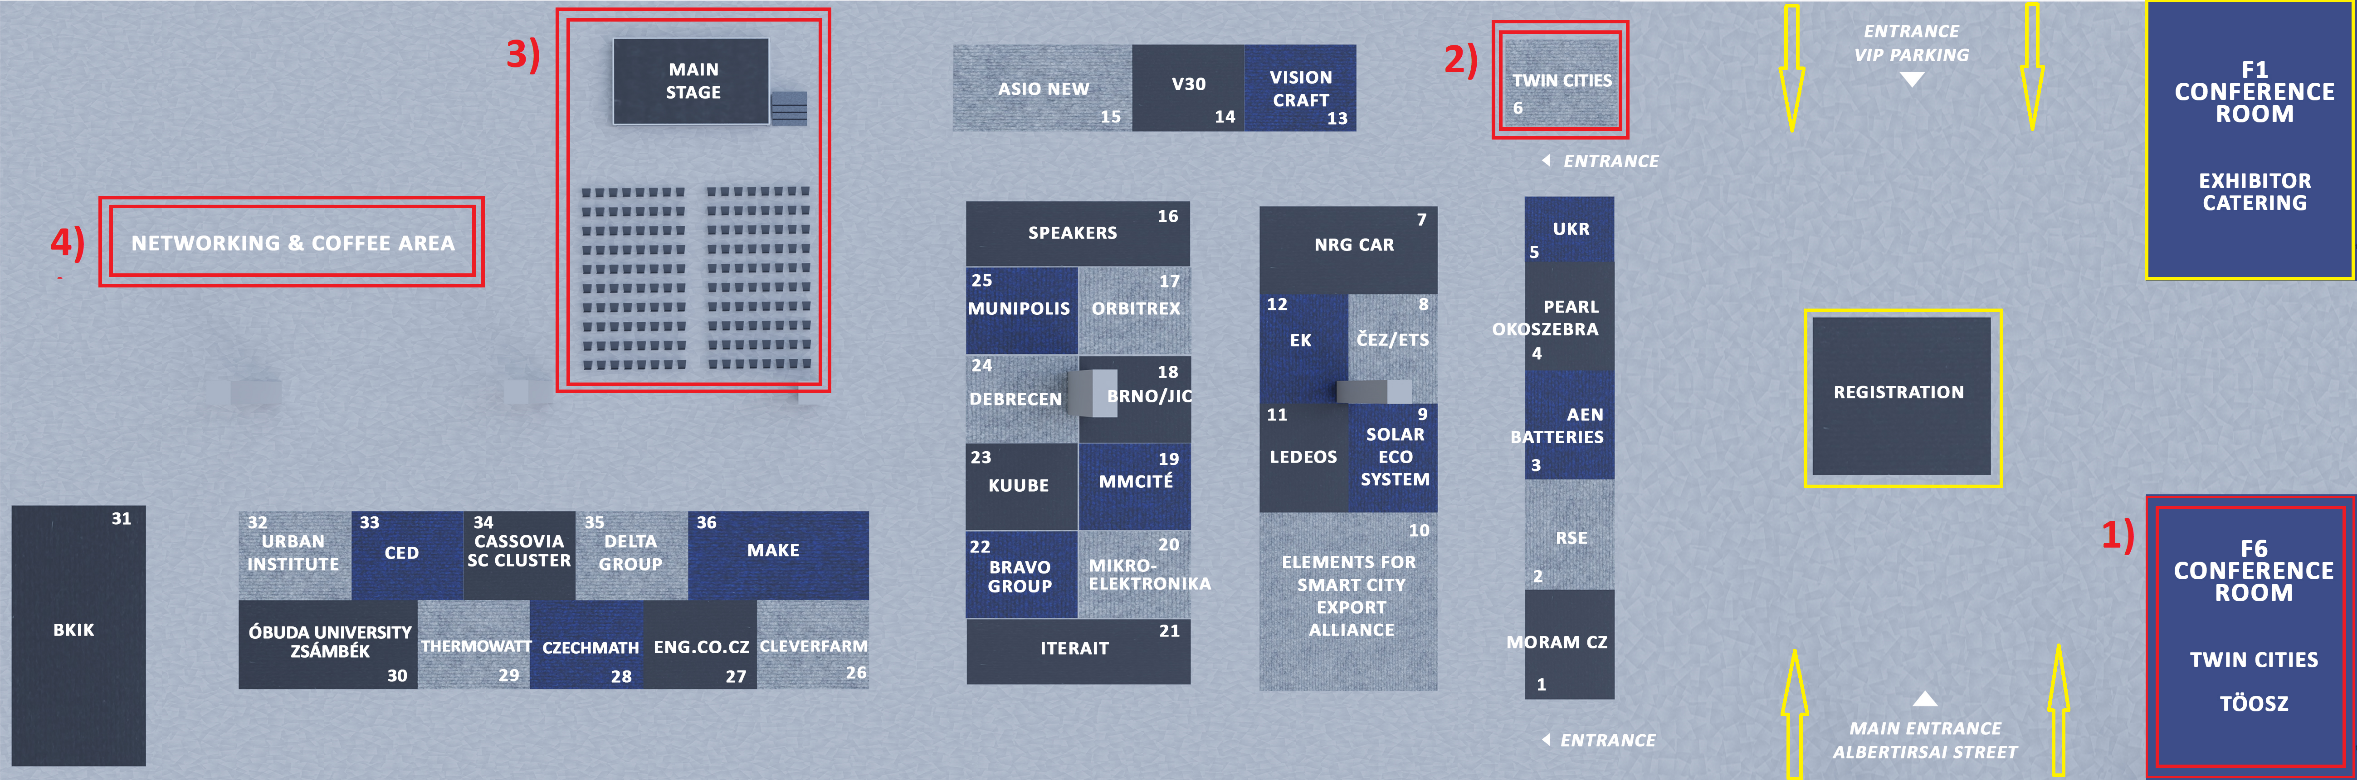 3)
MAIN
STAGE
4)
NETWORKING & COFFEE AREA
ASIO NEW
15
V30
14
VISION
CRAFT
13
2)
TWIN CITIES
6
ENTRANCE
ENTRANCE
VIP PARKING
F1
CONFERENCE
ROOM
EXHIBITOR
CATERING
16
SPEAKERS
25
MUNIPOLIS
17
ORBITREX
24
DEBRECEN
18
BRNO/JIC
23
KUUBE
19
MMCITÉ
22
BRAVO
GROUP
20
MIKRO-
ELEKTRONIKA
21
ITERAIT
7
NRG CAR
12
EK
8
ČEZ/ETS
11
LEDEOS
9
SOLAR
ECO
SYSTEM
10
ELEMENTS FOR
SMART CITY
EXPORT
ALLIANCE
UKR
5
PEARL
OKOSZEBRA
4
AEN
BATTERIES
3
RSE
2
MORAM CZ
1
ENTRANCE
REGISTRATION
1)
F6
CONFERENCE
ROOM
TWIN CITIES
TÖOSZ
MAIN ENTRANCE
ALBERTIRSAI STREET
31
BKIK
32
URBAN
INSTITUTE
33
CED
34
CASSOVIA
SC CLUSTER
35
DELTA
GROUP
36
MAKE
ÓBUDA UNIVERSITY
ZSÁMBÉK
30
THERMOWATT
29
CZECHMATH
28
ENG.CO.CZ
27
CLEVERFARM
26